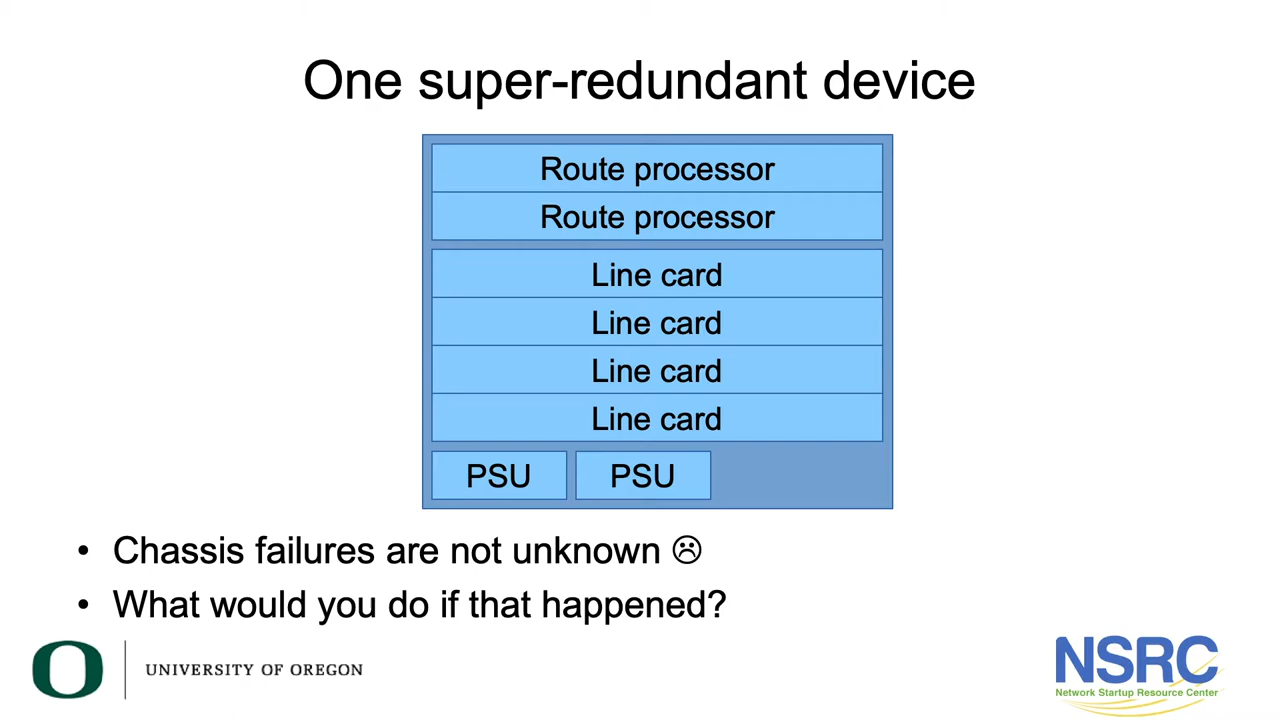 One super-redundant device
Route processor
Route processor
Line card
Line card
Line card
Line card
PSU PSU
• Chassis failures are not unknown ☹
• What would you do if that happened?
O UNIVERSITY OF OREGON
NSRC
Network Startup Resource Center